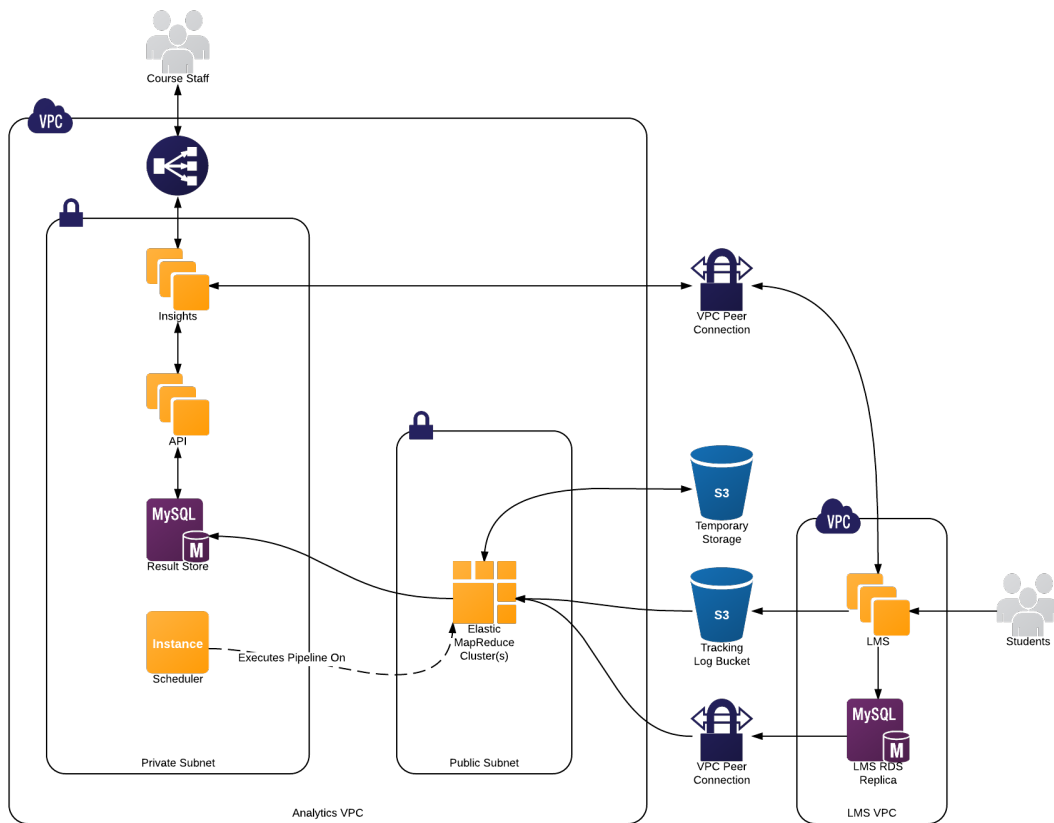 Course Staff
VPC
Insights
VPC Peer
Connection
API
S3
Temporary
Storage
MySQL
M
Result Store
VPC
Elastic
MapReduce
Cluster(s)
S3
Tracking
Log Bucket
LMS
Students
Instance
Scheduler
Executes Pipeline On
VPC Peer
Connection
MySQL
M
LMS RDS
Replica
Private Subnet
Public Subnet
Analytics VPC
LMS VPC